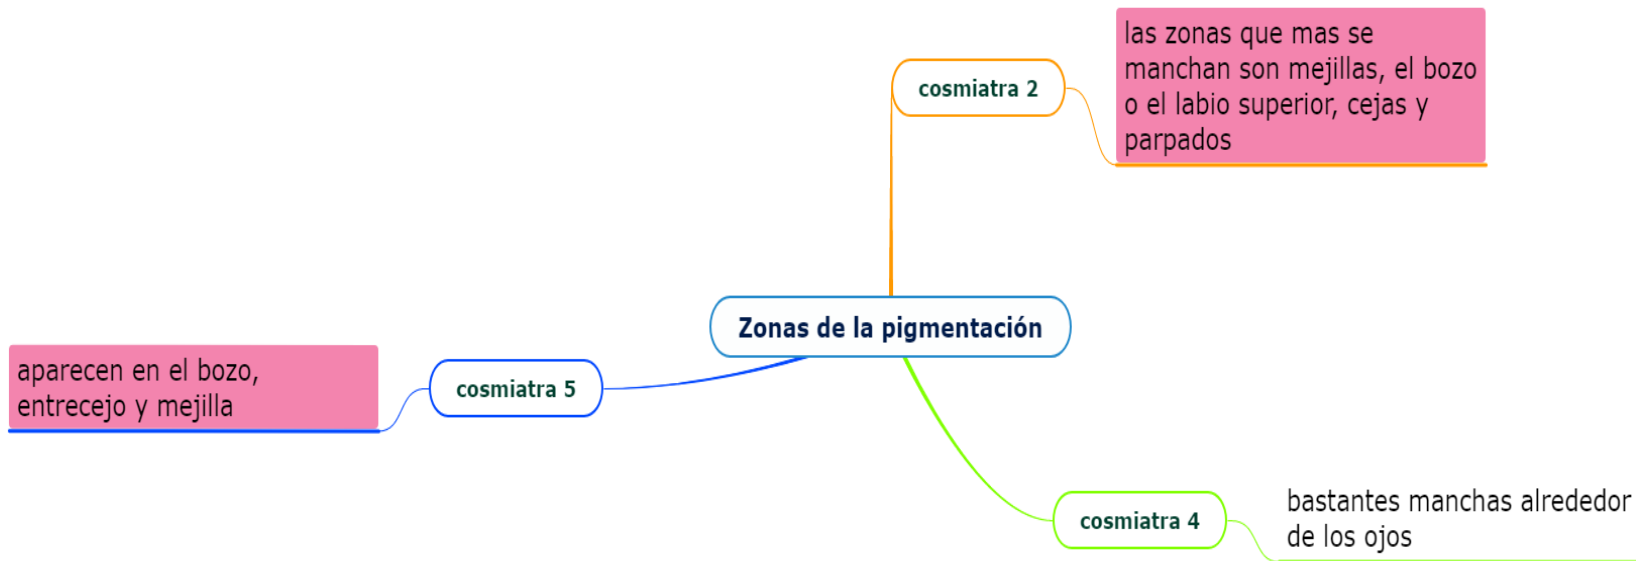 las zonas que mas se
manchan son mejillas, el bozo
o el labio superior, cejas y
parpados
cosmiatra 2
Zonas de la pigmentación
aparecen en el bozo,
entrecejo y mejilla
cosmiatra 5
cosmiatra 4
bastantes manchas alrededor
de los ojos